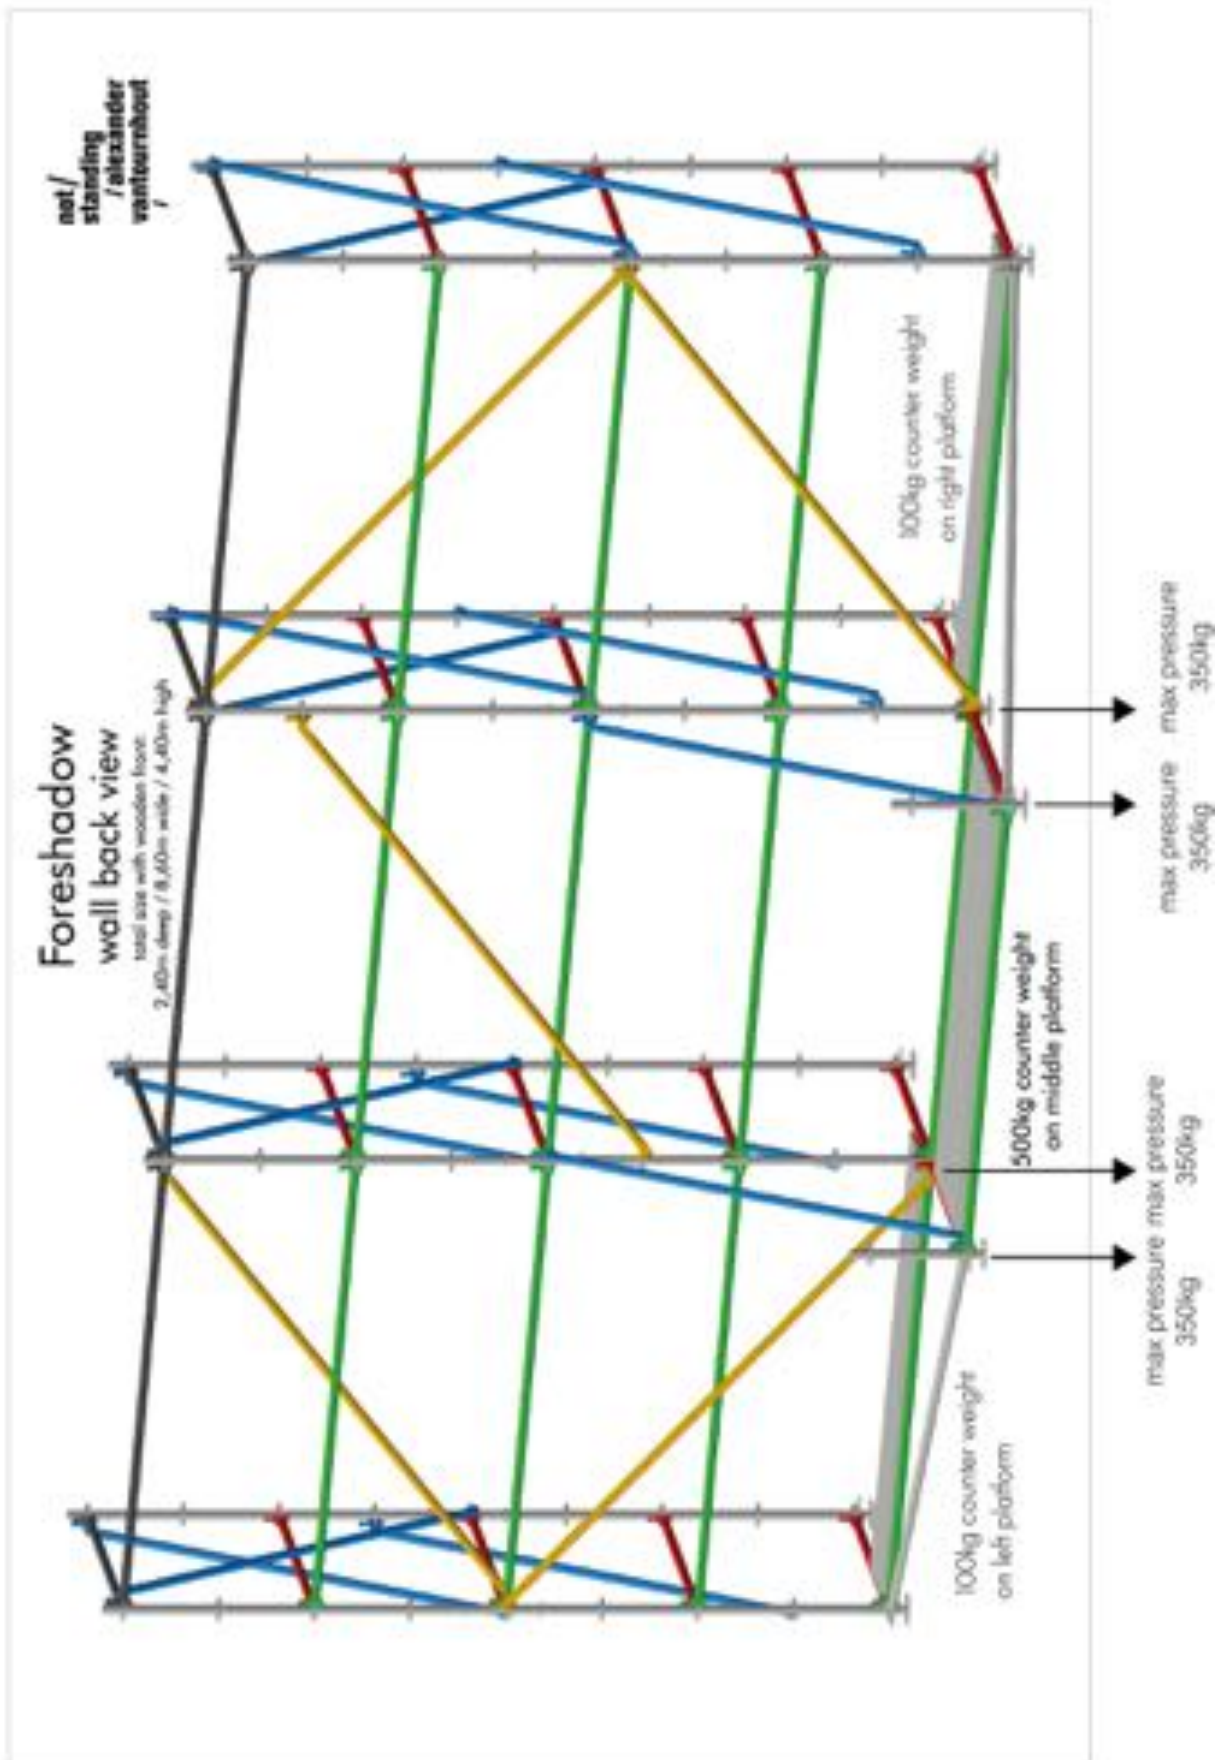 Foreshadow
wall back view
total size with wooden front:
2,40m deep / 8,60m wide / 4,40m high
not/
standing
/alexander
vantournhout
/
100kg counter weight
on left platform
500kg counter weight
on middle platform
100kg counter weight
on right platform
max pressure
350kg
max pressure
350kg
max pressure
350kg
max pressure
350kg